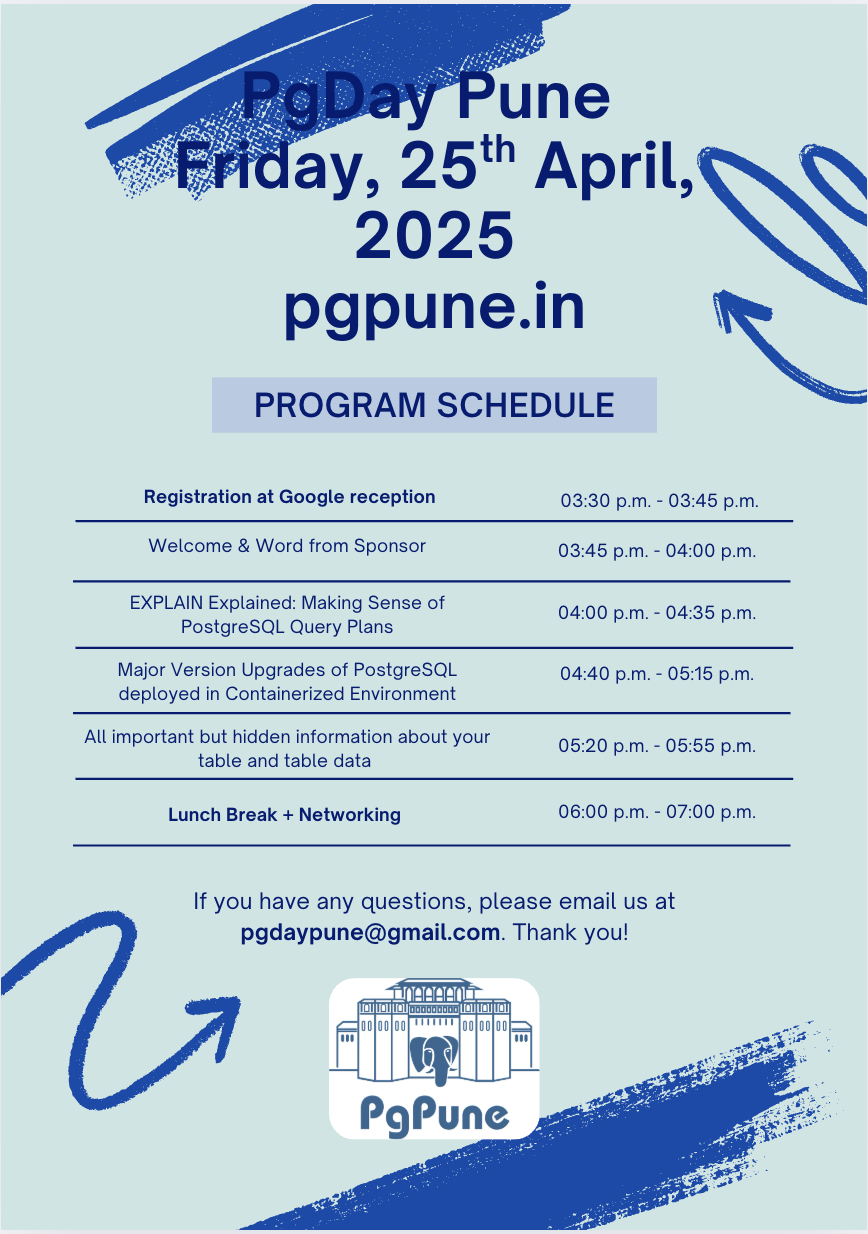 PgDay Pune
Friday, 25th April,
2025
pgpune.in
PROGRAM SCHEDULE
Registration at Google reception 03:30 p.m. - 03:45 p.m.
Welcome & Word from Sponsor 03:45 p.m. - 04:00 p.m.
EXPLAIN Explained: Making Sense of
PostgreSQL Query Plans 04:00 p.m. - 04:35 p.m.
Major Version Upgrades of PostgreSQL
deployed in Containerized Environment 04:40 p.m. - 05:15 p.m.
All important but hidden information about your
table and table data 05:20 p.m. - 05:55 p.m.
Lunch Break + Networking 06:00 p.m. - 07:00 p.m.
If you have any questions, please email us at
pgdaypune@gmail.com. Thank you!
PgPune